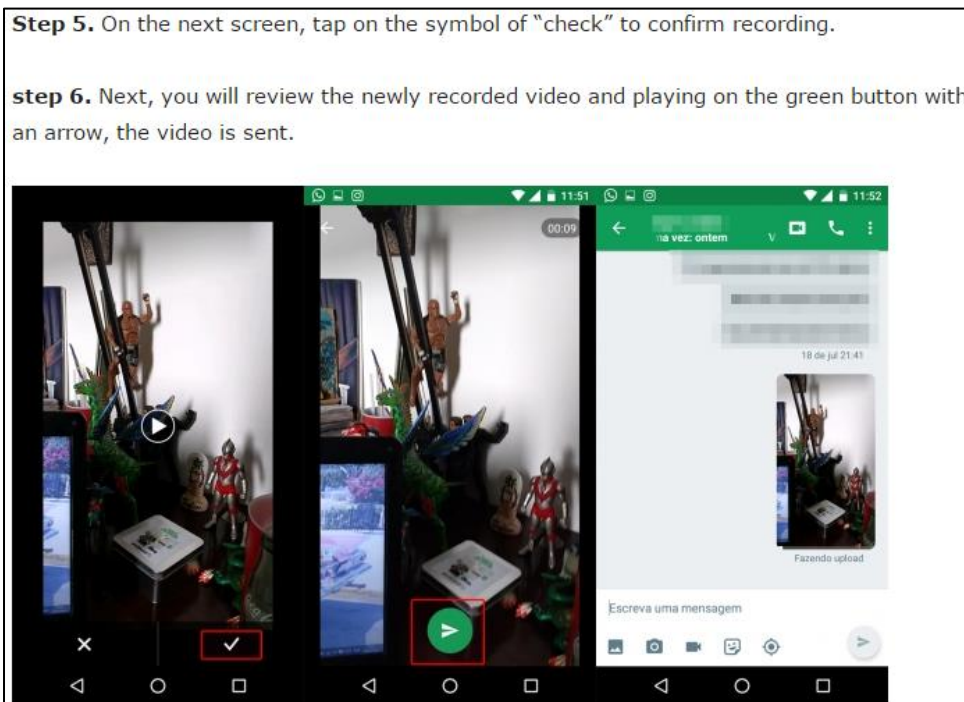 Step 5. On the next screen, tap on the symbol of “check” to confirm recording.
step 6. Next, you will review the newly recorded video and playing on the green button with
an arrow, the video is sent.
11:51
00:09
11:52
na vez: ontem
V
18 de jul 21:41
Fazendo upload
Escreva uma mensagem